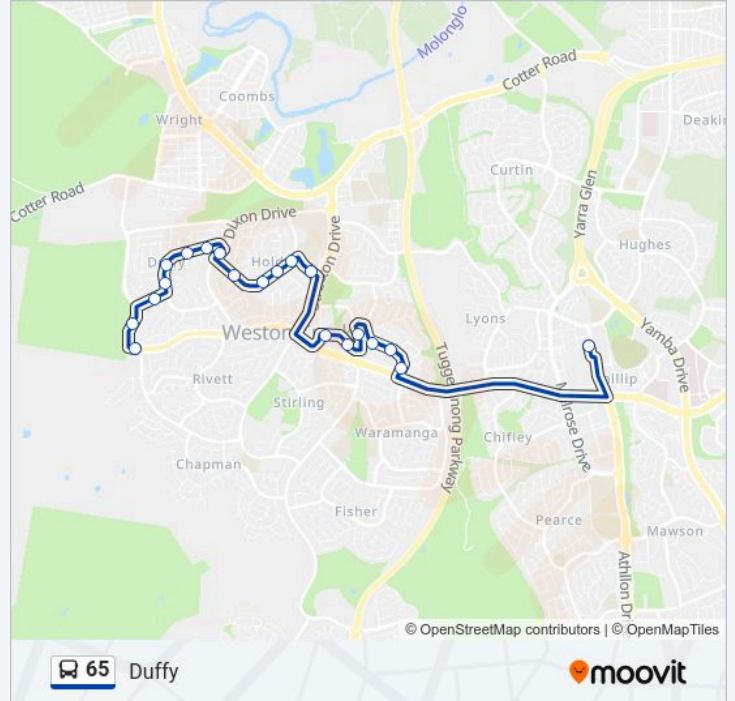 Molonglo
Cotter Road
Coombs
Wright
Deakin
Curtin
Cotter Road
Yarra Glen
Dixon Drive
Hughes
Lyons
Weston
Yamba Drive
Rivett
Tuggeranong Parkway
Melrose Drive
Stirling
Waramanga
Chifley
Chapman
Fisher
Pearce
Mawson
Athllon Dr
© OpenStreetMap contributors | © OpenMapTiles
65 Duffy
moovit